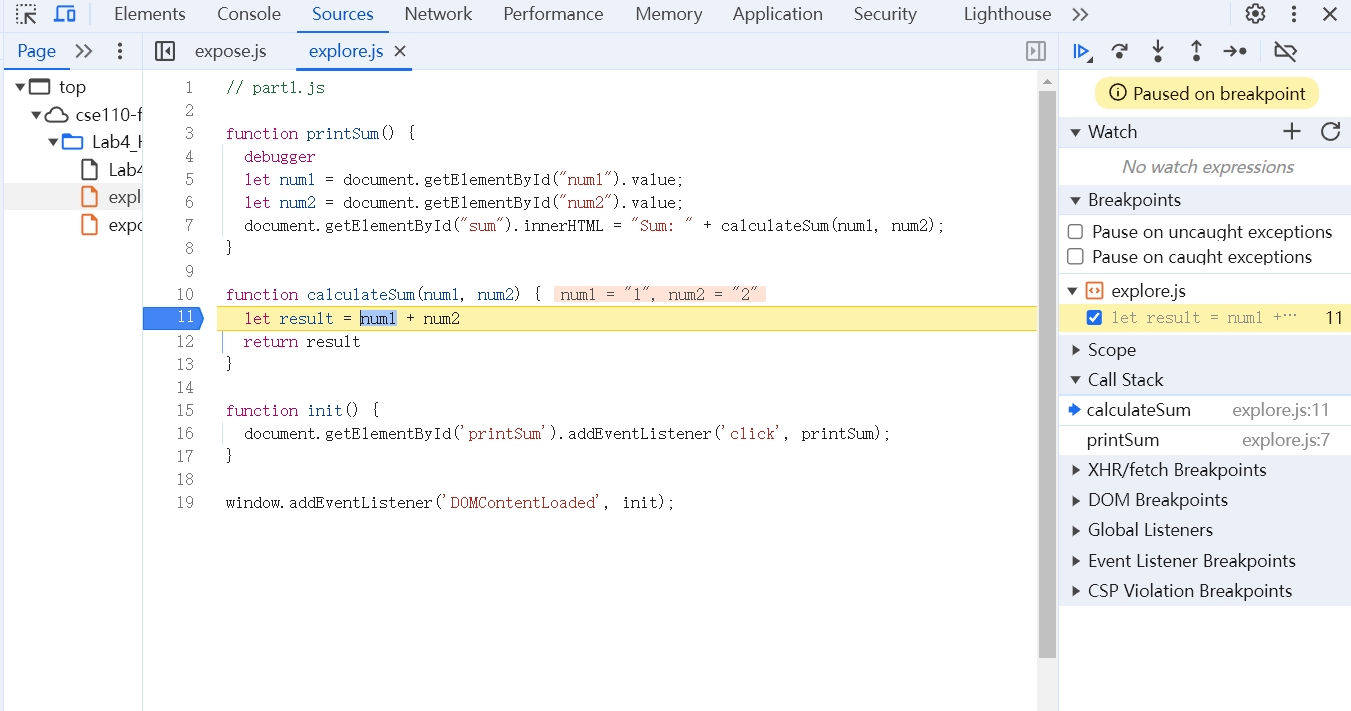 Elements Console Sources Network Performance Memory Application Security Lighthouse
Page expose.js explore.js
Paused on breakpoint
top
cse110-f
Lab4_H
Lab4
expl
expo
1 // part1.js
2
3 function printSum() {
4 debugger
5 let num1 = document.getElementById("num1").value;
6 let num2 = document.getElementById("num2").value;
7 document.getElementById("sum").innerHTML = "Sum: " + calculateSum(num1, num2);
8 }
9
10 function calculateSum(num1, num2) { num1 = "1", num2 = "2"
11 let result = num1 + num2
12 return result
13 }
14
15 function init() {
16 document.getElementById('printSum').addEventListener('click', printSum);
17 }
18
19 window.addEventListener('DOMContentLoaded', init);
Watch
No watch expressions
Breakpoints
Pause on uncaught exceptions
Pause on caught exceptions
explore.js
let result = num1 +… 11
Scope
Call Stack
calculateSum explore.js:11
printSum explore.js:7
XHR/fetch Breakpoints
DOM Breakpoints
Global Listeners
Event Listener Breakpoints
CSP Violation Breakpoints